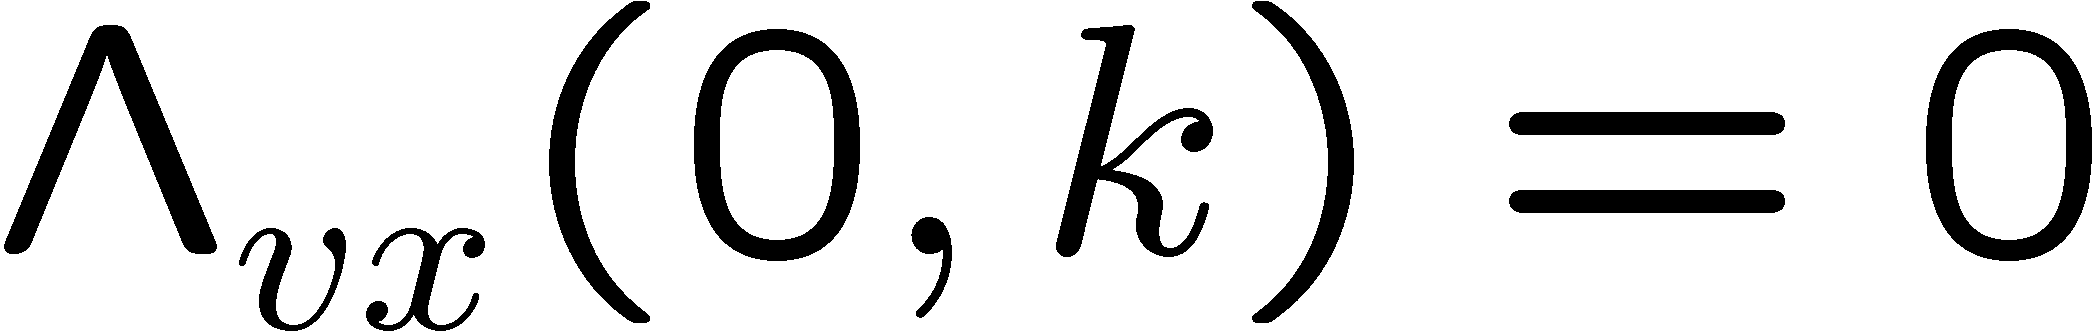 Λ_{vx}(0, k) = 0